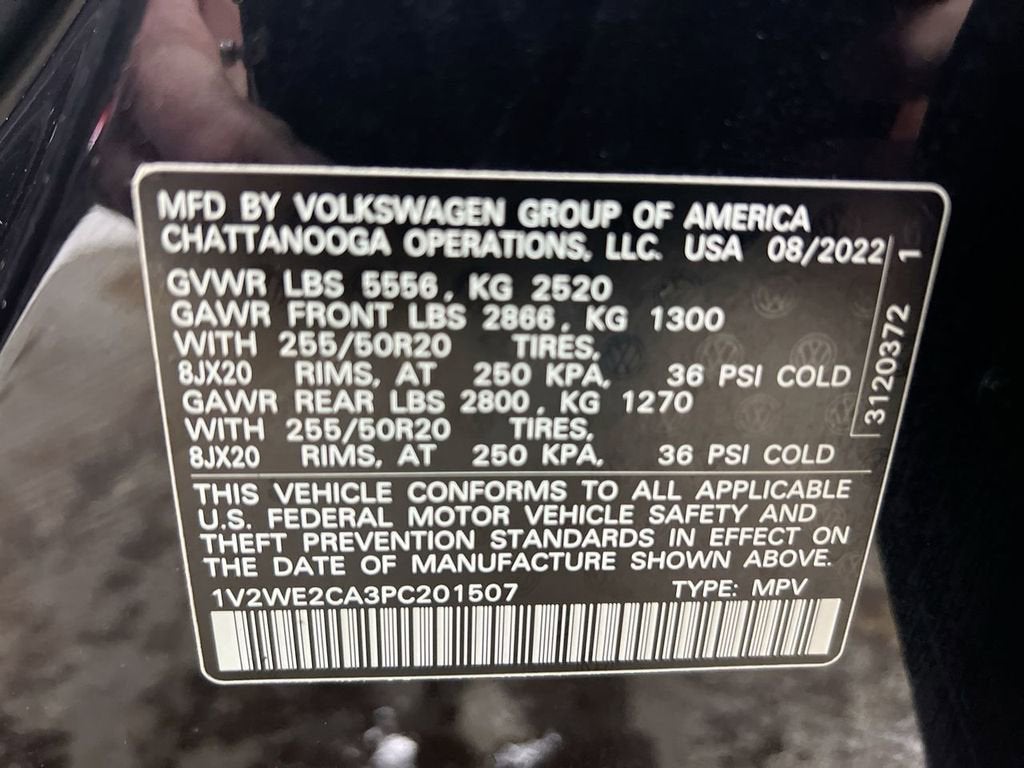 MFD BY VOLKSWAGEN GROUP OF AMERICA
CHATTANOOGA OPERATIONS, LLC. USA 08/2022
GVWR LBS 5556, KG 2520
GAWR FRONT LBS 2866, KG 1300
WITH 255/50R20 TIRES,
8JX20 RIMS, AT 250 KPA, 36 PSI COLD
GAWR REAR LBS 2800, KG 1270
WITH 255/50R20 TIRES,
8JX20 RIMS, AT 250 KPA, 36 PSI COLD
3120372 1
THIS VEHICLE CONFORMS TO ALL APPLICABLE
U.S. FEDERAL MOTOR VEHICLE SAFETY AND
THEFT PREVENTION STANDARDS IN EFFECT ON
THE DATE OF MANUFACTURE SHOWN ABOVE.
1V2WE2CA3PC201507 TYPE: MPV